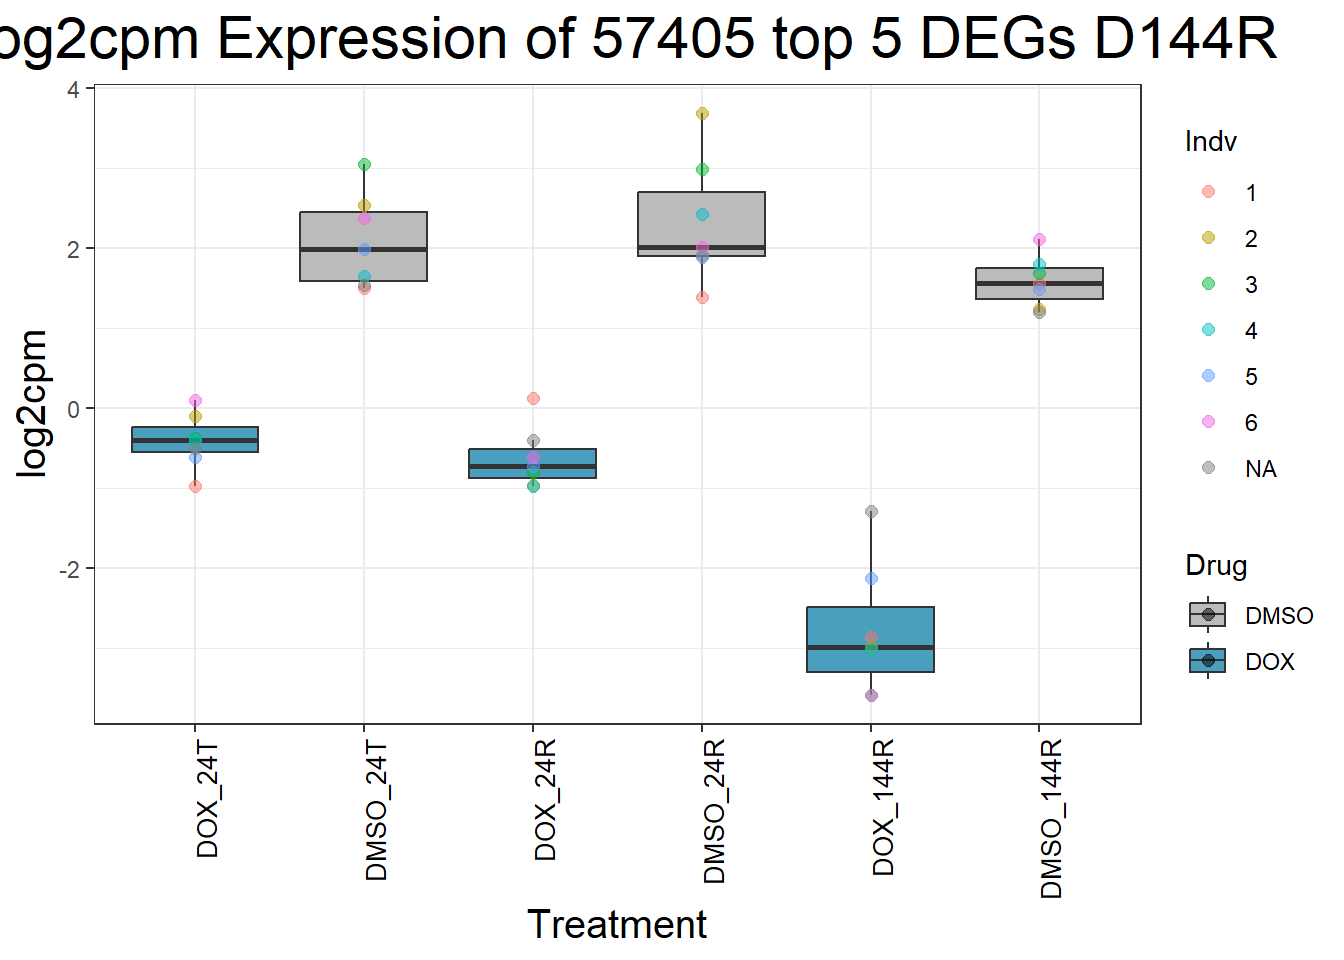 og2cpm Expression of 57405 top 5 DEGs D144R
4
2
0
-2
log2cpm
DOX_24T
DMSO_24T
DOX_24R
DMSO_24R
DOX_144R
DMSO_144R
Treatment
Indv
1
2
3
4
5
6
NA
Drug
DMSO
DOX